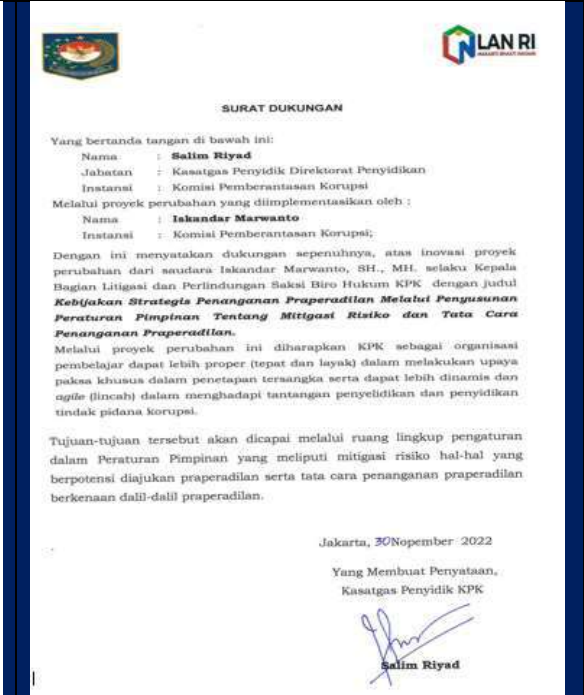 LAN RI
MAKARTI BHAKTI NAGARI
SURAT DUKUNGAN
Yang bertanda tangan di bawah ini:
Nama : Salim Riyad
Jabatan : Kasatgas Penyidik Direktorat Penyidikan
Instansi : Komisi Pemberantasan Korupsi
Melalui proyek perubahan yang diimplementasikan oleh :
Nama : Iskandar Marwanto
Instansi : Komisi Pemberantasan Korupsi;
Dengan ini menyatakan dukungan sepenuhnya, atas inovasi proyek
perubahan dari saudara Iskandar Marwanto, SH., MH. selaku Kepala
Bagian Litigasi dan Perlindungan Saksi Biro Hukum KPK dengan judul
Kebijakan Strategis Penanganan Praperadilan Melalui Penyusunan
Peraturan Pimpinan Tentang Mitigasi Risiko dan Tata Cara
Penanganan Praperadilan.
Melalui proyek perubahan ini diharapkan KPK sebagai organisasi
pembelajar dapat lebih proper (tepat dan layak) dalam melakukan upaya
paksa khusus dalam penetapan tersangka serta dapat lebih dinamis dan
agile (lincah) dalam menghadapi tantangan penyelidikan dan penyidikan
tindak pidana korupsi.
Tujuan-tujuan tersebut akan dicapai melalui ruang lingkup pengaturan
dalam Peraturan Pimpinan yang meliputi mitigasi risiko hal-hal yang
berpotensi diajukan praperadilan serta tata cara penanganan praperadilan
berkenaan dalil-dalil praperadilan.
Jakarta, 30Nopember 2022
Yang Membuat Penyataan,
Kasatgas Penyidik KPK
Salim Riyad